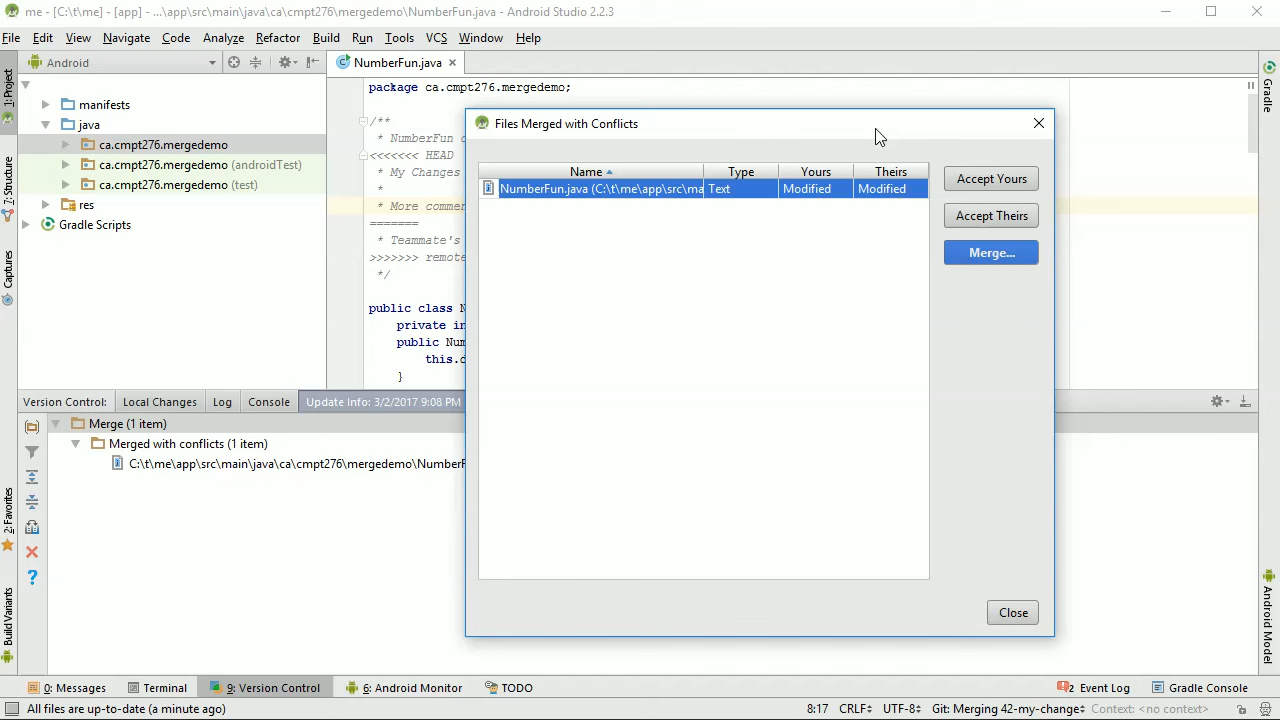 me - [C:\t\me] - [app] - ...\app\src\main\java\ca\cmpt276\mergedemo\NumberFun.java - Android Studio 2.2.3
File Edit View Navigate Code Analyze Refactor Build Run Tools VCS Window Help
Android
NumberFun.java
1: Project
7: Structure
Captures
2: Favorites
Build Variants
manifests
java
ca.cmpt276.mergedemo
ca.cmpt276.mergedemo (androidTest)
ca.cmpt276.mergedemo (test)
res
Gradle Scripts
package ca.cmpt276.mergedemo;
/**
* NumberFun
<<<<<<< HEAD
* My Changes
*
* More
=======
* Teammate's
>>>>>>>
*/
public class
private
public
}
Files Merged with Conflicts
Name Type Yours Theirs
NumberFun.java (C:\t\me\app\src\ma Text Modified Modified
Accept Yours
Accept Theirs
Merge...
Close
Gradle
Android Model
Version Control: Local Changes Log Console Update Info: 3/2/2017 9:08 PM
Merge (1 item)
Merged with conflicts (1 item)
C:\t\me\app\src\main\java\ca\cmpt276\mergedemo\NumberF
0: Messages Terminal 9: Version Control 6: Android Monitor TODO 2 Event Log Gradle Console
All files are up-to-date (a minute ago) 8:17 CRLF UTF-8 Git: Merging 42-my-change Context: <no context>